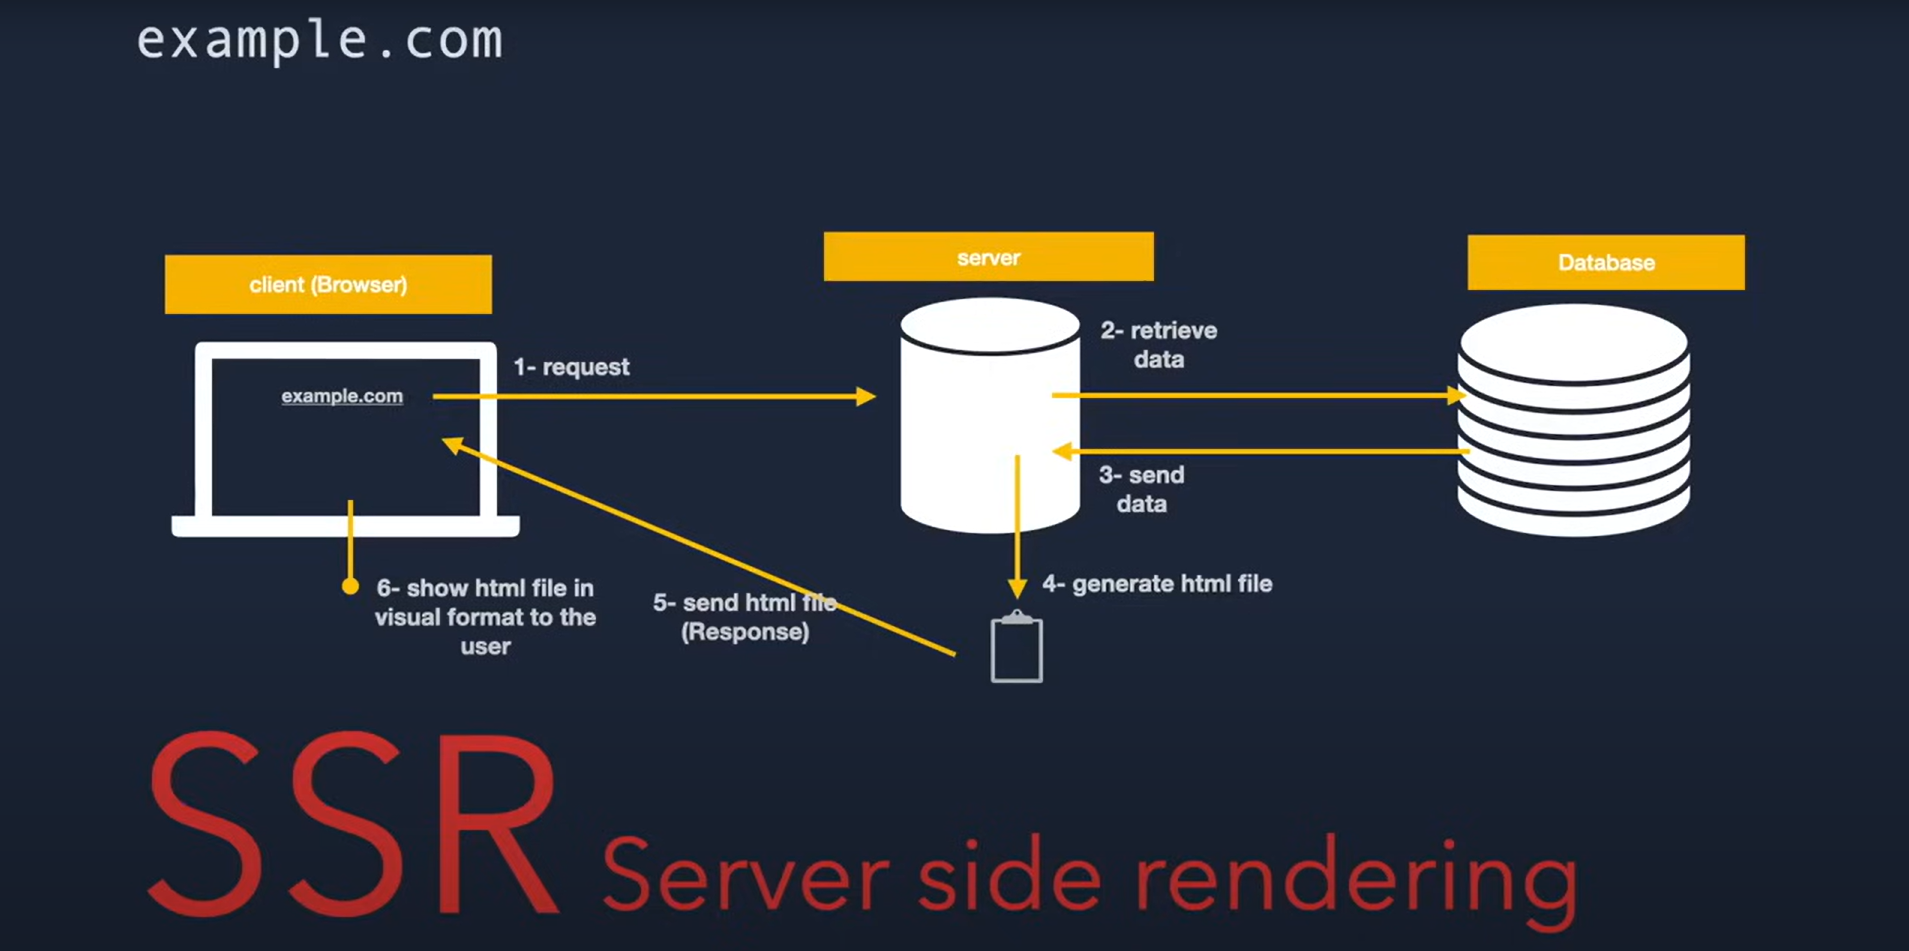 example.com
client (Browser)
server
Database
example.com
1- request
2- retrieve
data
3- send
data
4- generate html file
5- send html file
(Response)
6- show html file in
visual format to the
user
SSR Server side rendering